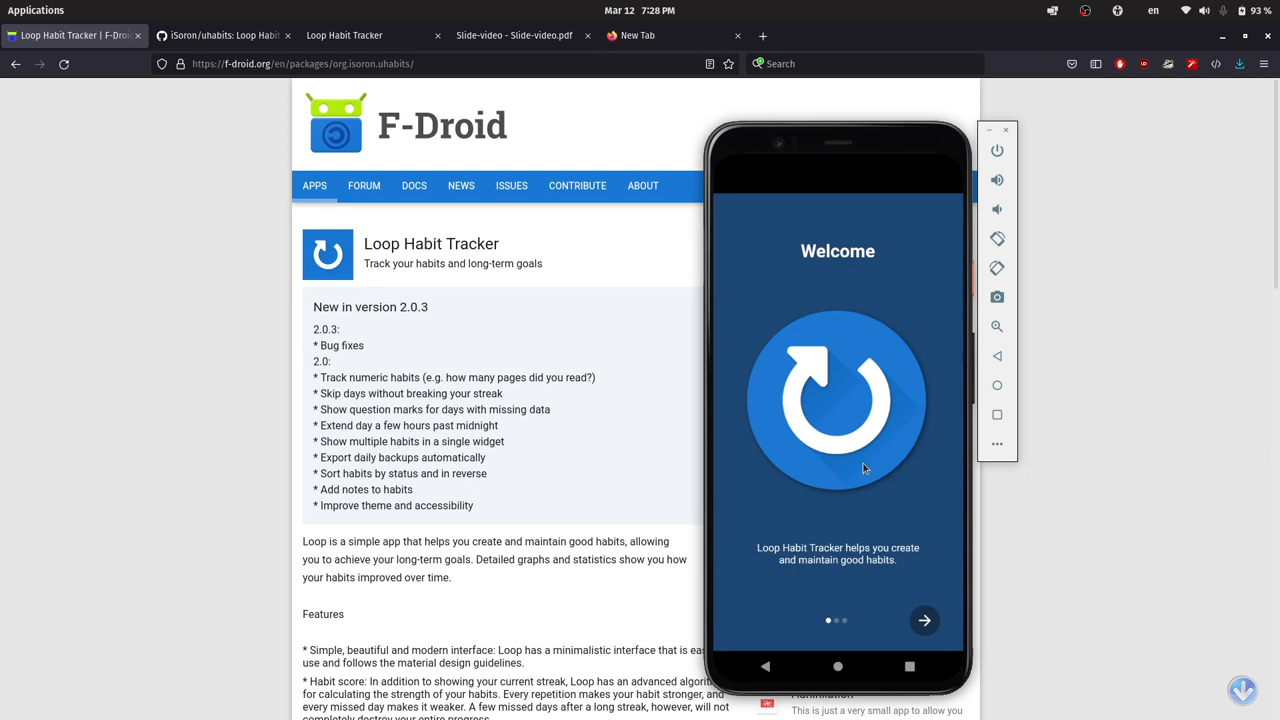 Applications
Mar 12 7:28 PM
en
93 %
Loop Habit Tracker | F-Droi
iSoron/uhabits: Loop Habit
Loop Habit Tracker
Slide-video - Slide-video.pdf
New Tab
https://f-droid.org/en/packages/org.isoron.uhabits/
Search
F-Droid
APPS
FORUM
DOCS
NEWS
ISSUES
CONTRIBUTE
ABOUT
Loop Habit Tracker
Track your habits and long-term goals
New in version 2.0.3
2.0.3:
* Bug fixes
2.0:
* Track numeric habits (e.g. how many pages did you read?)
* Skip days without breaking your streak
* Show question marks for days with missing data
* Extend day a few hours past midnight
* Show multiple habits in a single widget
* Export daily backups automatically
* Sort habits by status and in reverse
* Add notes to habits
* Improve theme and accessibility
Loop is a simple app that helps you create and maintain good habits, allowing
you to achieve your long-term goals. Detailed graphs and statistics show you how
your habits improved over time.
Features
* Simple, beautiful and modern interface: Loop has a minimalistic interface that is
use and follows the material design guidelines.
* Habit score: In addition to showing your current streak, Loop has an advanced
for calculating the strength of your habits. Every repetition makes your habit stronger, and
every missed day makes it weaker. A few missed days after a long streak, however, will not
completely destroy your entire progress.
Welcome
Loop Habit Tracker helps you create
and maintain good habits.
This is just a very small app to allow you